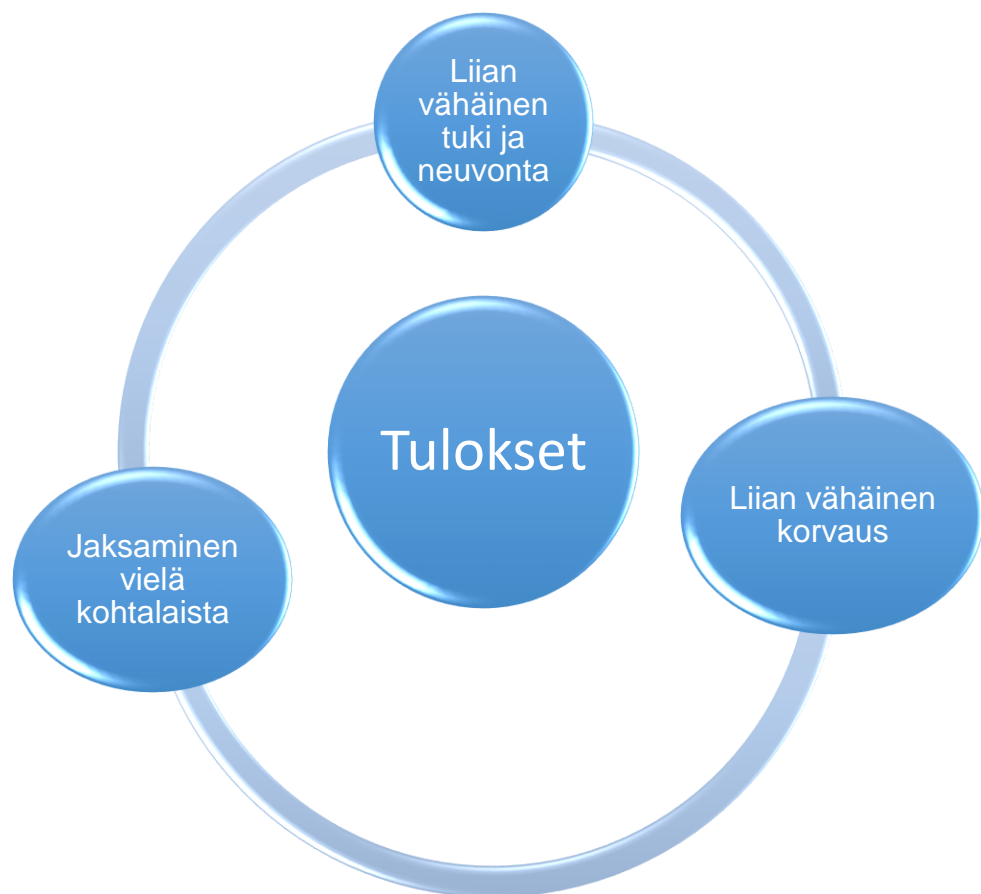 Liian
vähäinen
tuki ja
neuvonta
Tulokset
Liian vähäinen
korvaus
Jaksaminen
vielä
kohtalaista